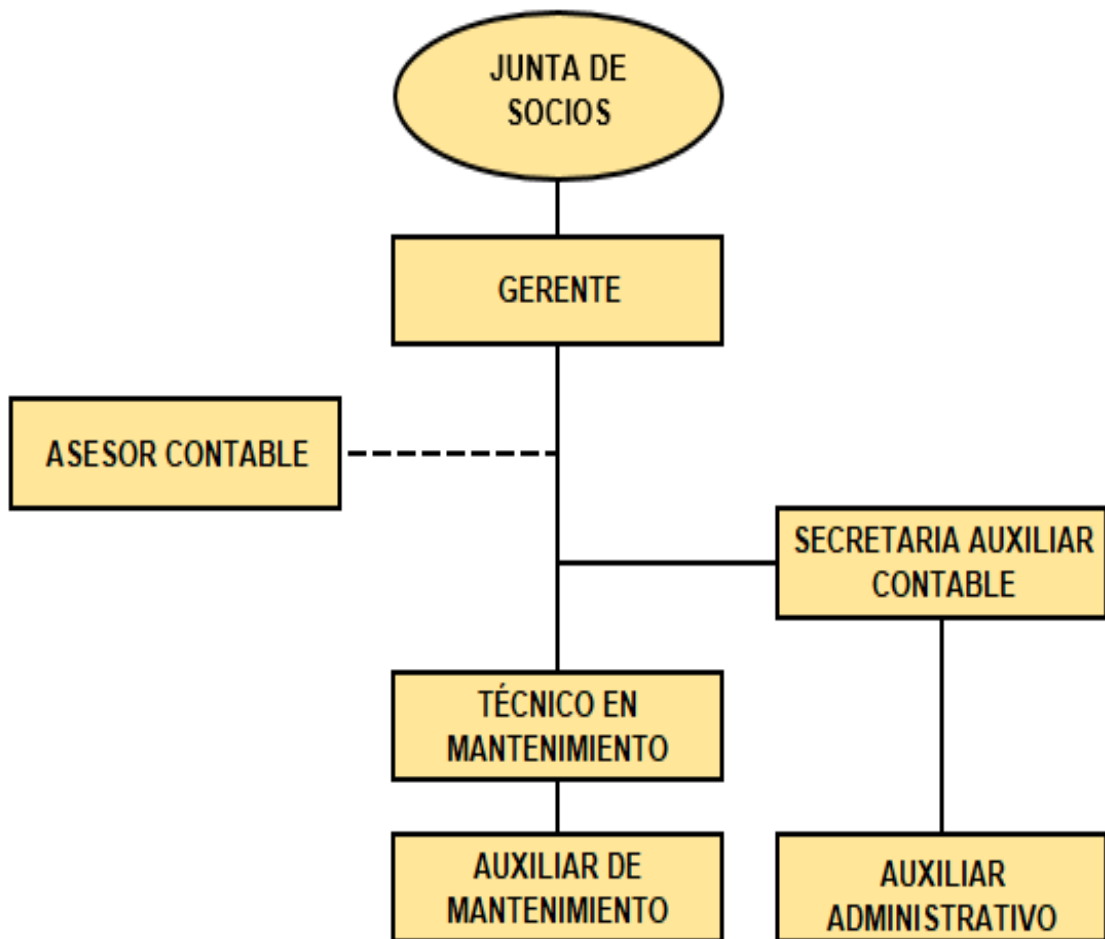 JUNTA DE
SOCIOS
GERENTE
ASESOR CONTABLE
SECRETARIA AUXILIAR
CONTABLE
TÉCNICO EN
MANTENIMIENTO
AUXILIAR DE
MANTENIMIENTO
AUXILIAR
ADMINISTRATIVO